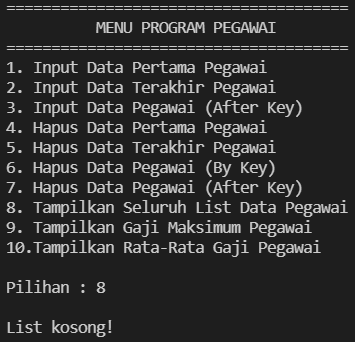 ======================================
MENU PROGRAM PEGAWAI
======================================
1. Input Data Pertama Pegawai
2. Input Data Terakhir Pegawai
3. Input Data Pegawai (After Key)
4. Hapus Data Pertama Pegawai
5. Hapus Data Terakhir Pegawai
6. Hapus Data Pegawai (By Key)
7. Hapus Data Pegawai (After Key)
8. Tampilkan Seluruh List Data Pegawai
9. Tampilkan Gaji Maksimum Pegawai
10.Tampilkan Rata-Rata Gaji Pegawai
Pilihan : 8
List kosong!